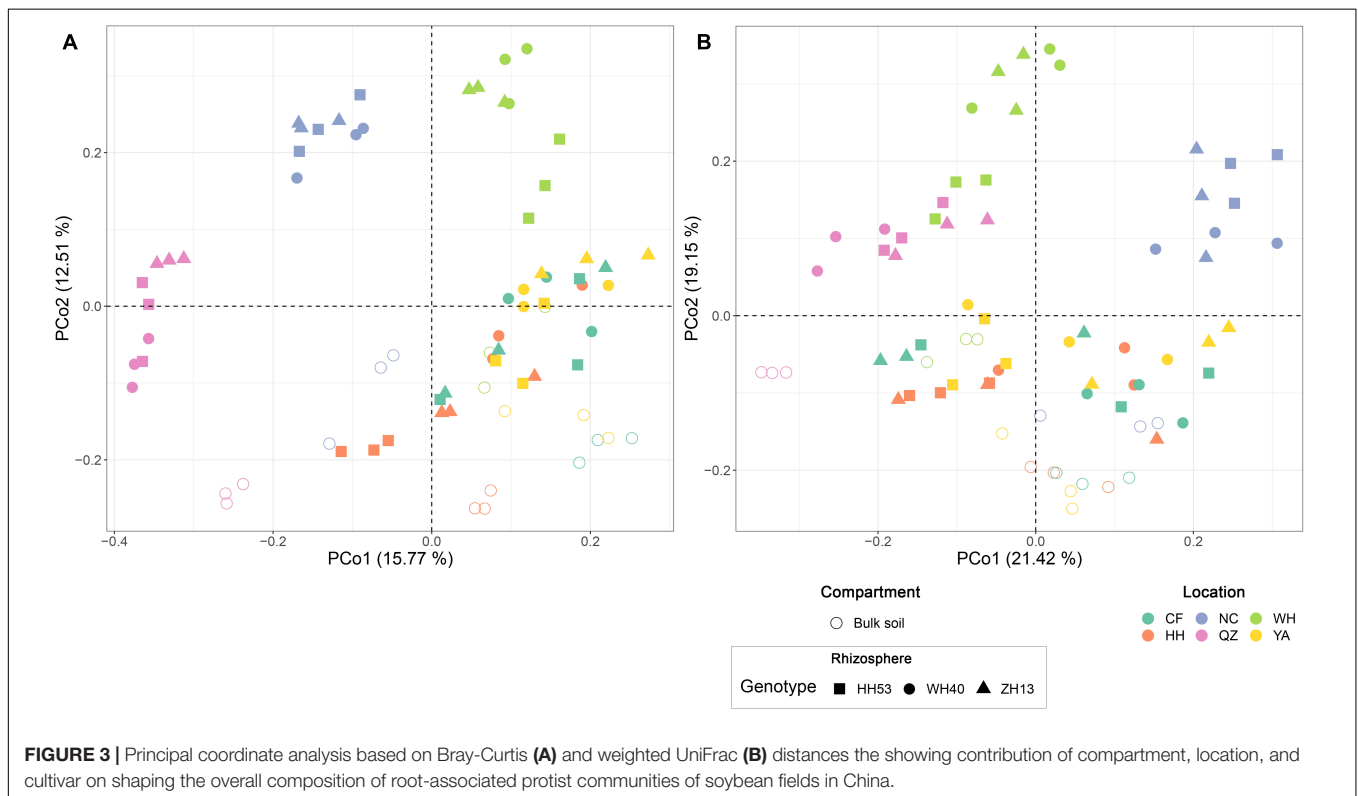 A
B
0.2
0.0
−0.2
PCo2 (12.51 %)
−0.4
−0.2
0.0
0.2
PCo1 (15.77 %)
0.2
0.0
−0.2
PCo2 (19.15 %)
−0.2
0.0
0.2
PCo1 (21.42 %)
Compartment
Bulk soil
Rhizosphere
Genotype HH53 WH40 ZH13
Location
CF NC WH
HH QZ YA
FIGURE 3 | Principal coordinate analysis based on Bray-Curtis (A) and weighted UniFrac (B) distances the showing contribution of compartment, location, and
cultivar on shaping the overall composition of root-associated protist communities of soybean fields in China.